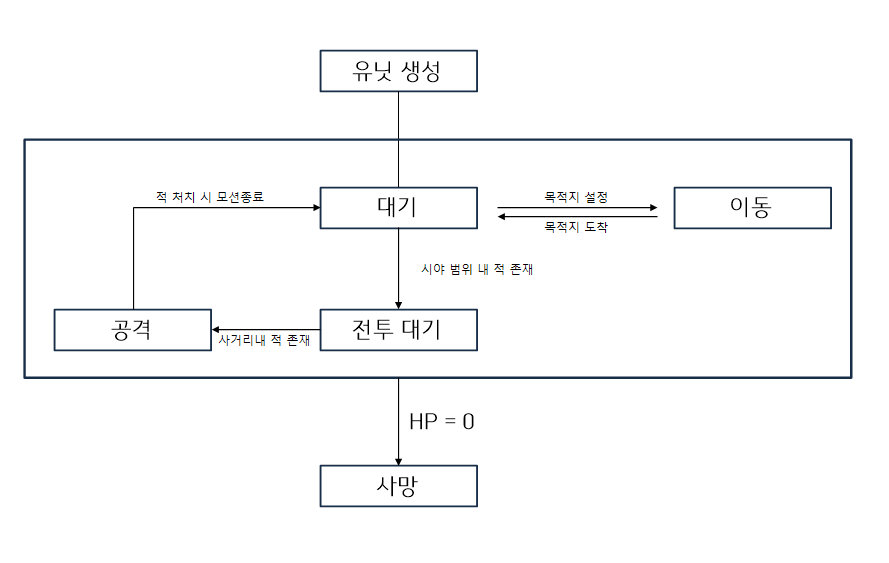 유닛 생성
적 처치 시 모션종료
대기
목적지 설정
이동
목적지 도착
시야 범위 내 적 존재
공격
사거리내 적 존재
전투 대기
HP = 0
사망